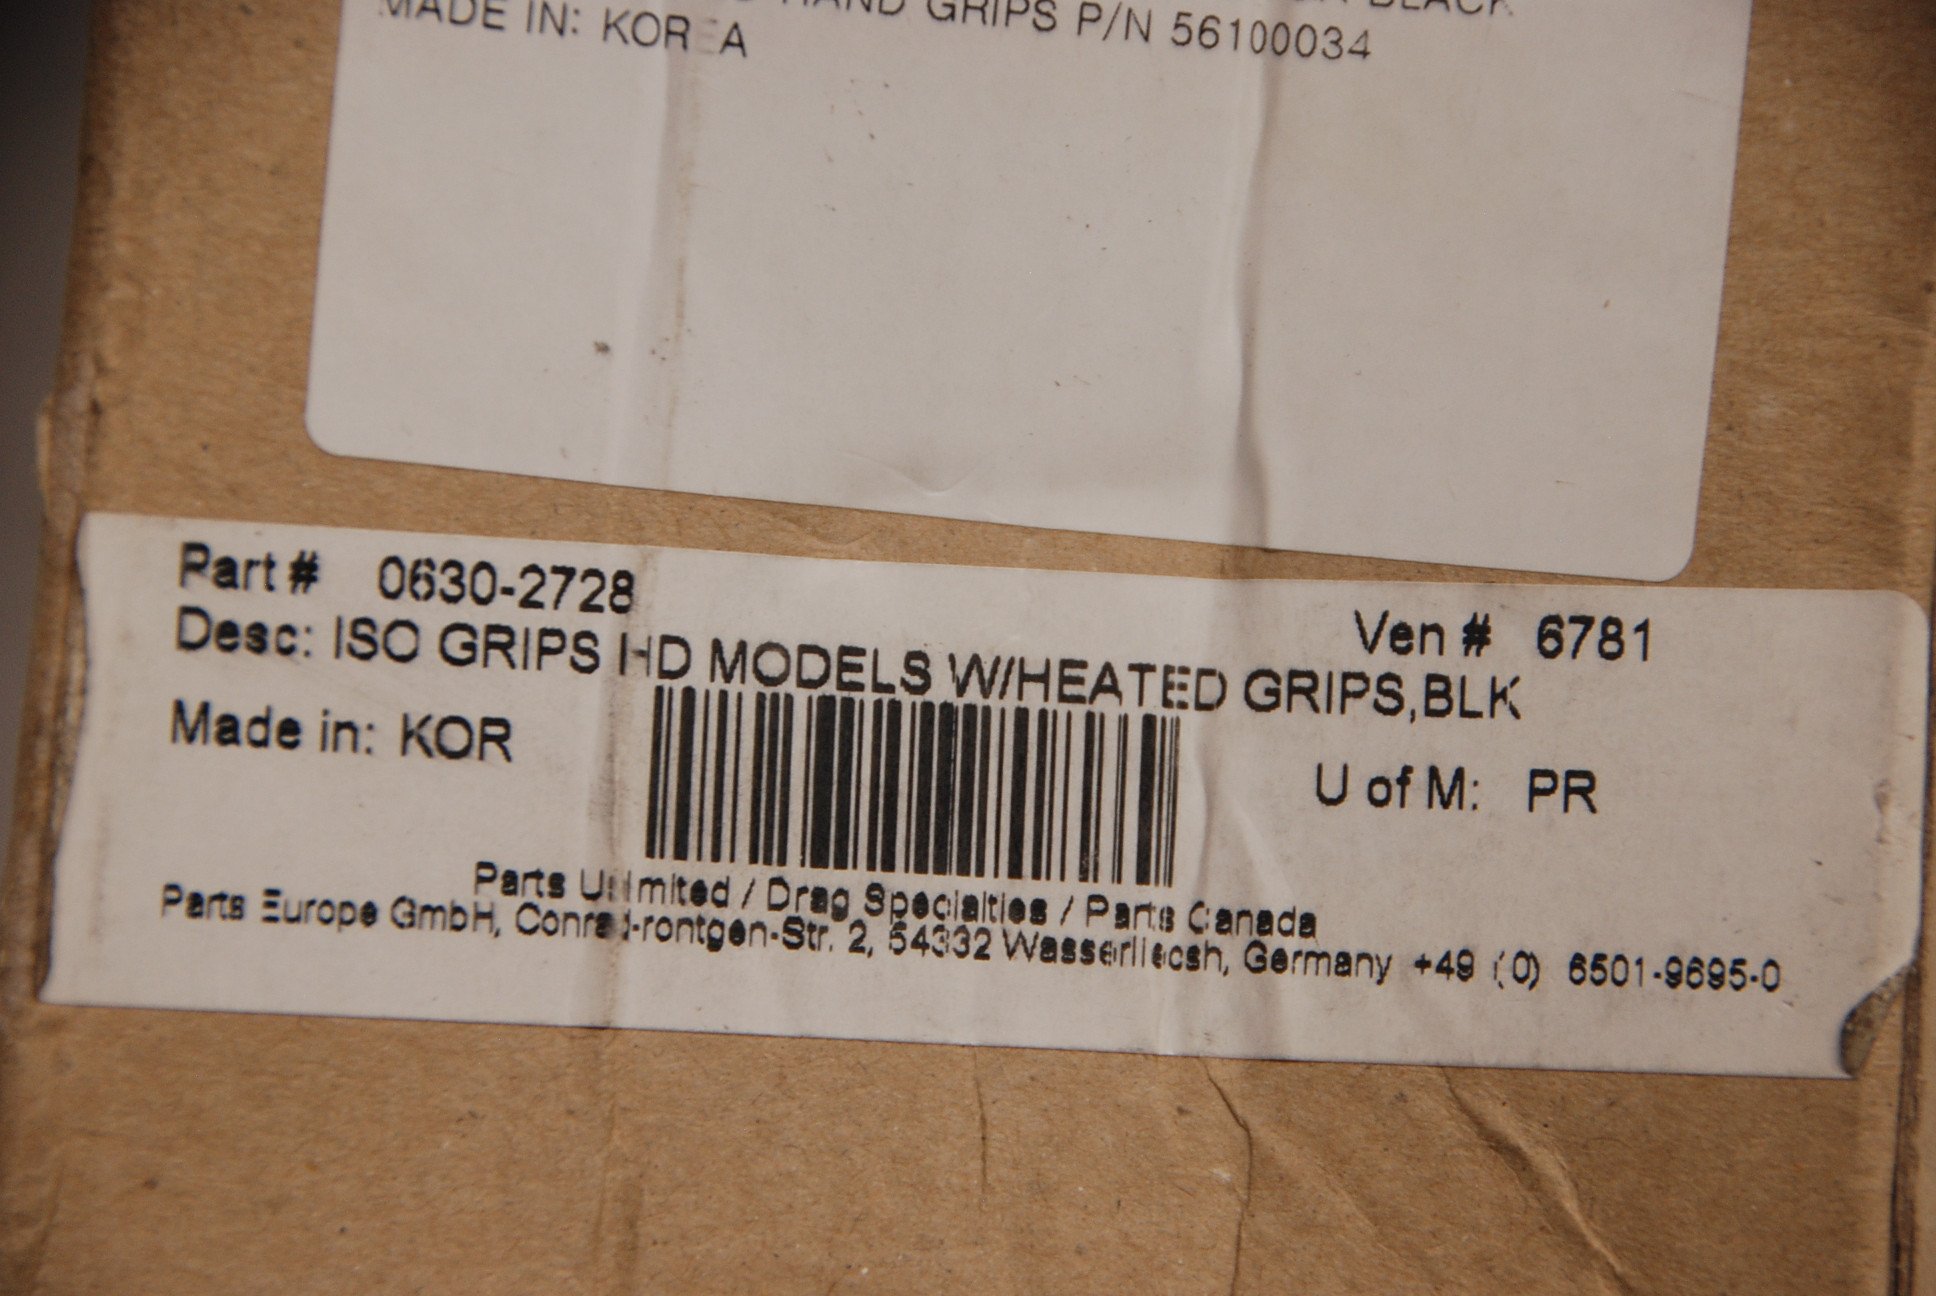 HAND GRIPS P/N 56100034
BLACK
MADE IN: KOREA
Part # 0630-2728
Ven # 6781
Desc: ISO GRIPS HD MODELS W/HEATED GRIPS,BLK
Made in: KOR
U of M: PR
Parts Unlimited / Drag Specialties / Parts Canada
Parts Europe GmbH, Conrad-rontgen-Str. 2, 54332 Wasserliecsh, Germany +49 (0) 6501-9695-0